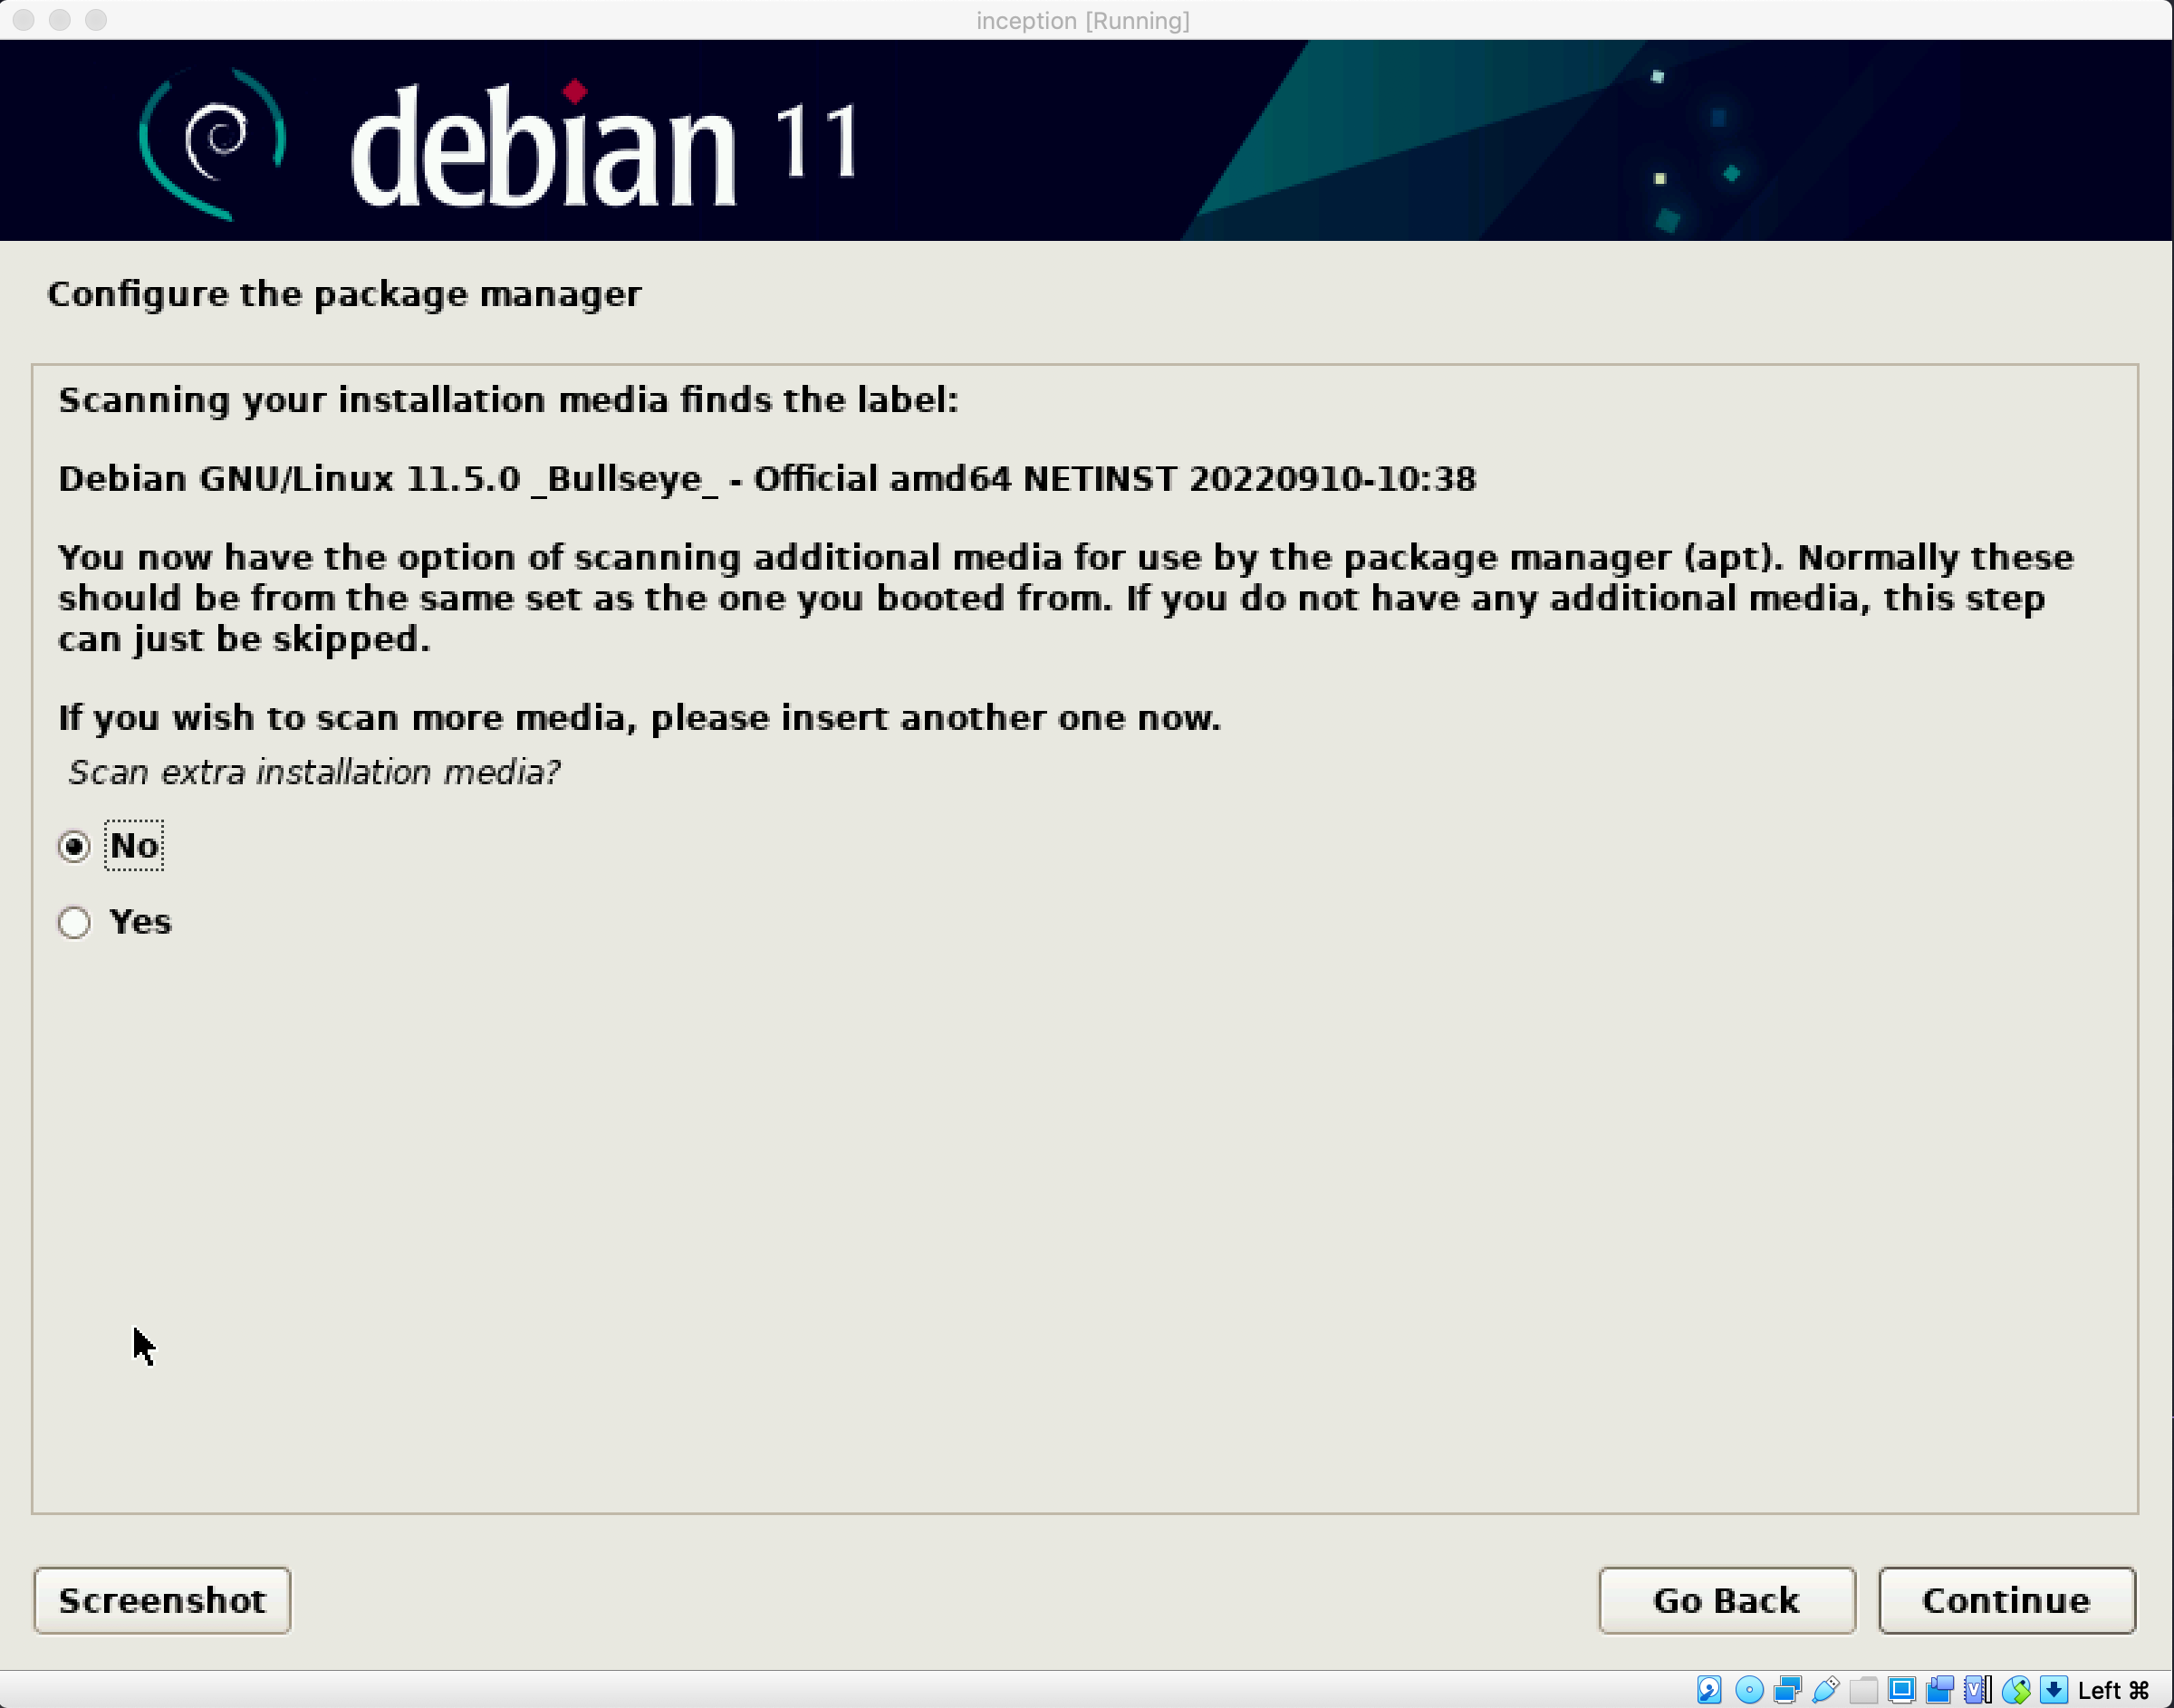 inception [Running]
debian 11
Configure the package manager
Scanning your installation media finds the label:
Debian GNU/Linux 11.5.0 _Bullseye_ - Official amd64 NETINST 20220910-10:38
You now have the option of scanning additional media for use by the package manager (apt). Normally these
should be from the same set as the one you booted from. If you do not have any additional media, this step
can just be skipped.
If you wish to scan more media, please insert another one now.
Scan extra installation media?
No
Yes
Screenshot
Go Back
Continue
Left ⌘